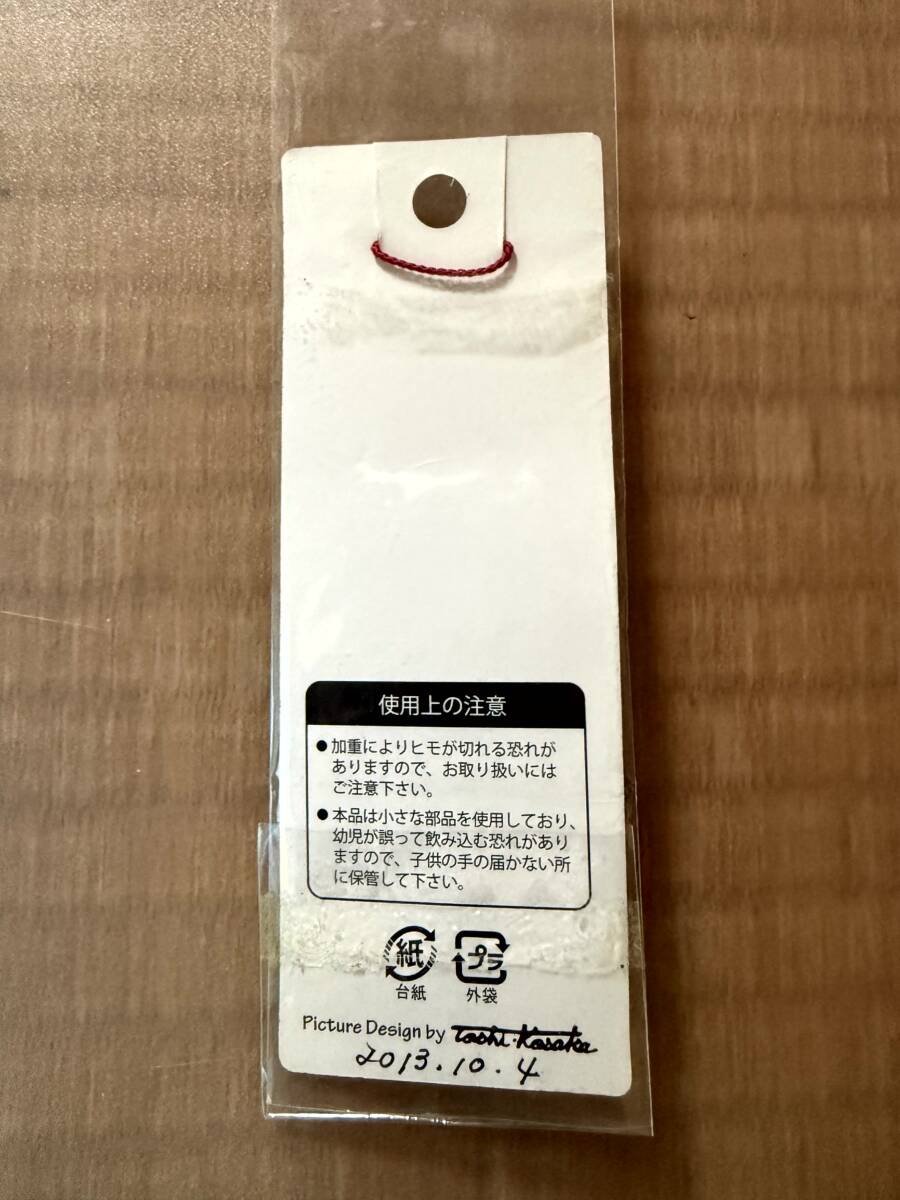 使用上の注意
●加重によりヒモが切れる恐れが
ありますので、お取り扱いには
ご注意下さい。
●本品は小さな部品を使用しており、
幼児が誤って飲み込む恐れがあり
ますので、子供の手の届かない所
に保管して下さい。
紙 プラ
台紙 外袋
Picture Design by Toshi.Kosaka
2013.10.4